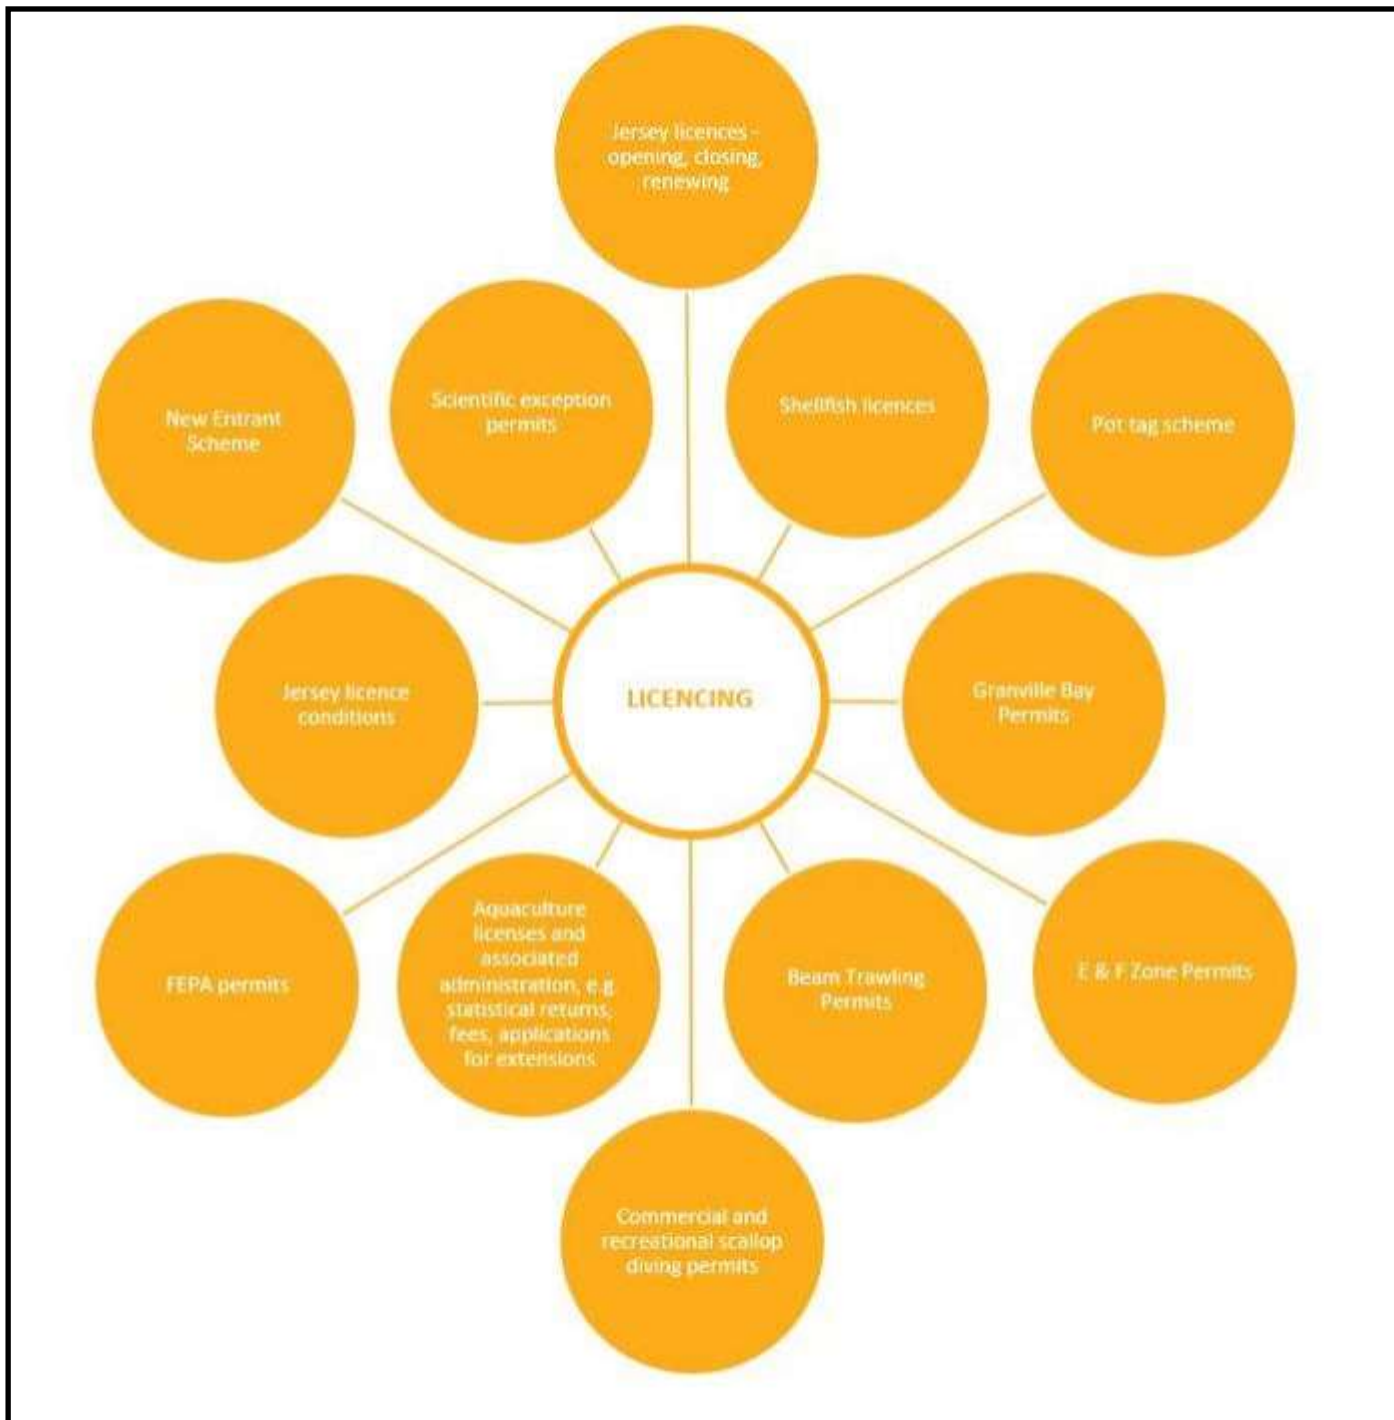 Jersey licences -
opening, closing,
renewing
Scientific exception
permits
Shellfish licences
New Entrant
Scheme
Pot tag scheme
Jersey licence
conditions
LICENCING
Granville Bay
Permits
FEPA permits
Aquaculture
licenses and
associated
administration, e.g
statistical returns,
fees, applications
for extensions
Beam Trawling
Permits
E & F Zone Permits
Commercial and
recreational scallop
diving permits